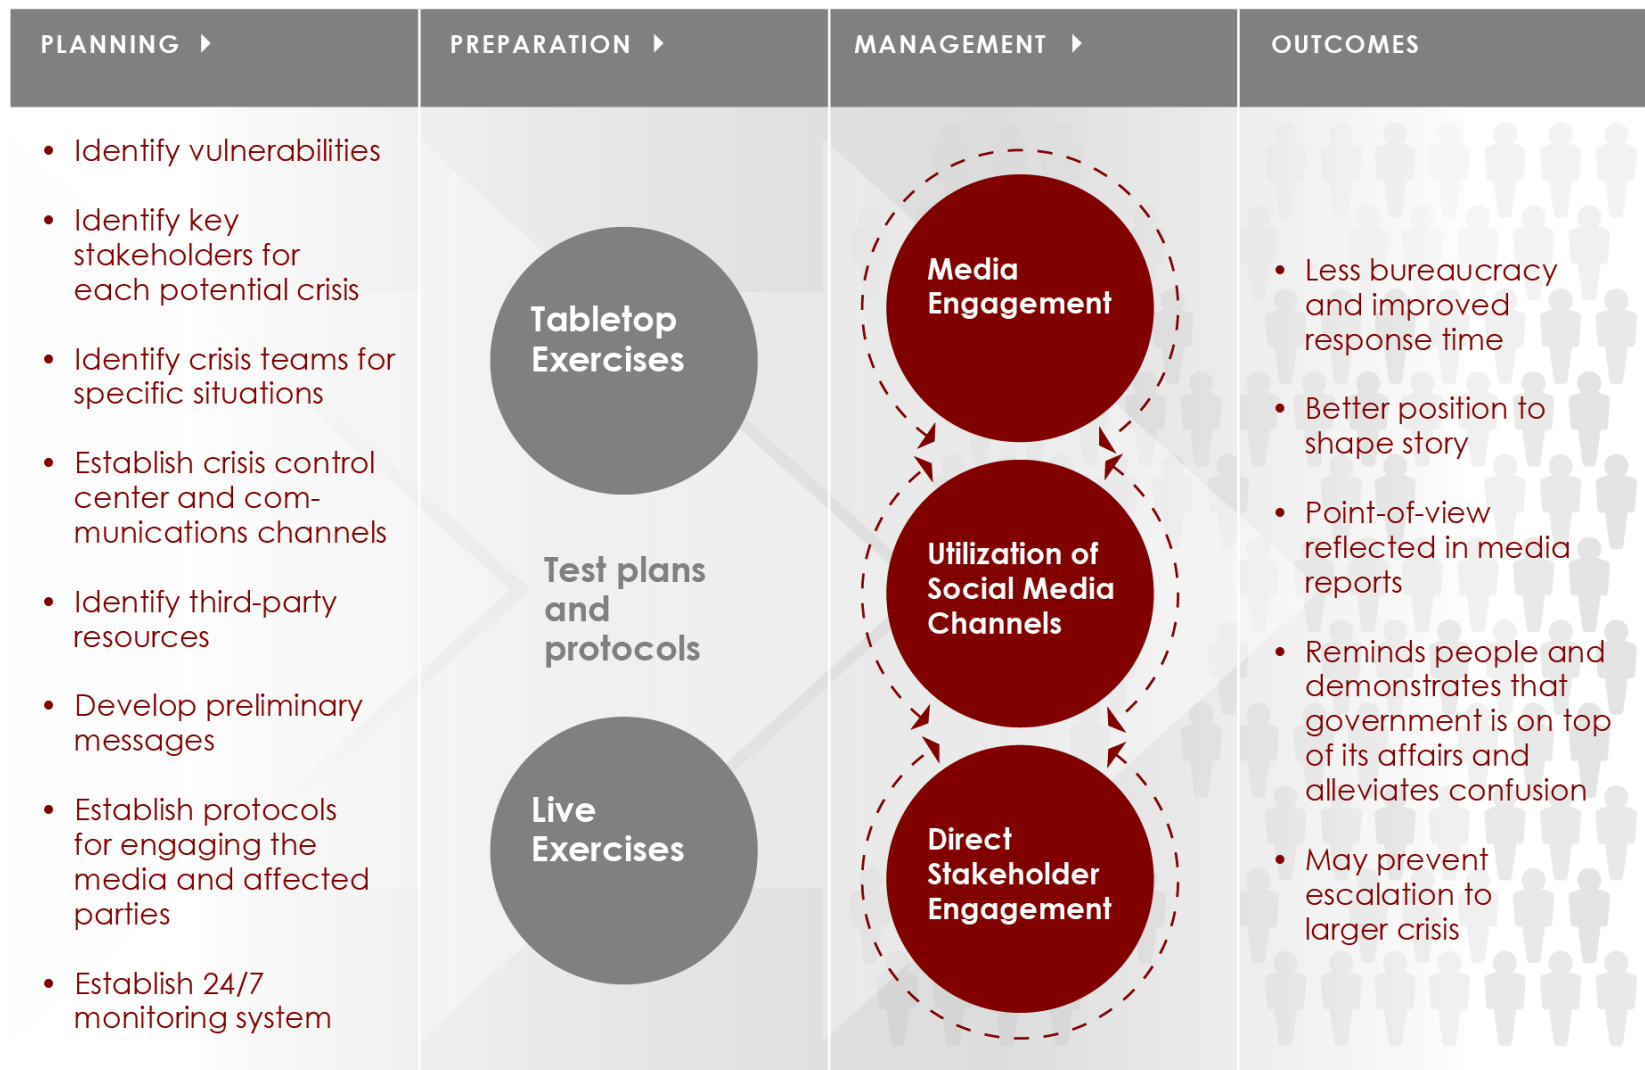 PLANNING
• Identify vulnerabilities
• Identify key
stakeholders for
each potential crisis
• Identify crisis teams for
specific situations
• Establish crisis control
center and com-
munications channels
• Identify third-party
resources
• Develop preliminary
messages
• Establish protocols
for engaging the
media and affected
parties
• Establish 24/7
monitoring system
PREPARATION
Tabletop
Exercises
Test plans
and
protocols
Live
Exercises
MANAGEMENT
Media
Engagement
Utilization of
Social Media
Channels
Direct
Stakeholder
Engagement
OUTCOMES
• Less bureaucracy
and improved
response time
• Better position to
shape story
• Point-of-view
reflected in media
reports
• Reminds people and
demonstrates that
government is on top
of its affairs and
alleviates confusion
• May prevent
escalation to
larger crisis